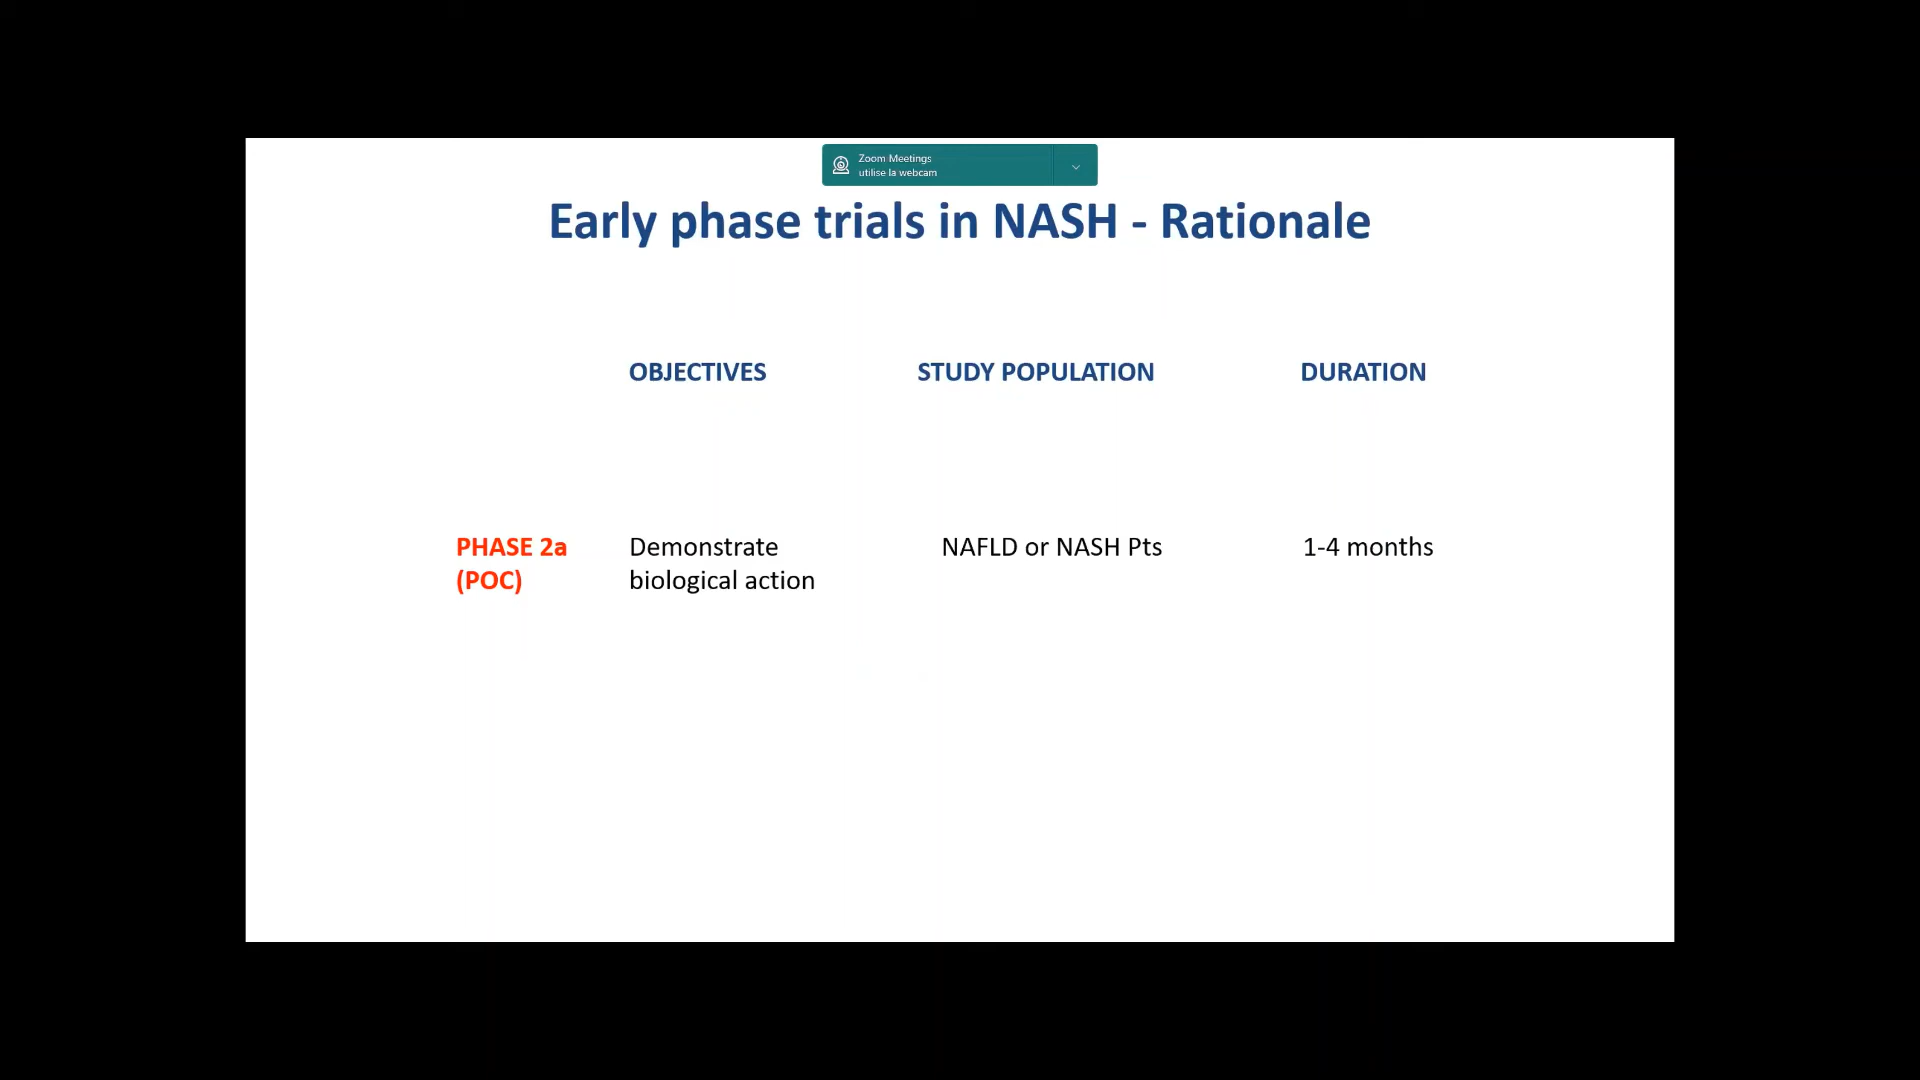 Zoom Meetings
utilise la webcam
Early phase trials in NASH - Rationale
OBJECTIVES STUDY POPULATION DURATION
PHASE 2a Demonstrate NAFLD or NASH Pts 1-4 months
(POC) biological action